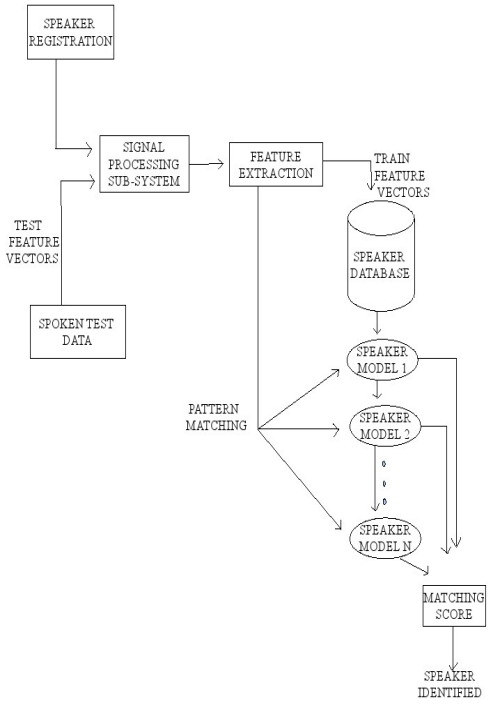 SPEAKER
REGISTRATION
SIGNAL
PROCESSING
SUB-SYSTEM
FEATURE
EXTRACTION
TRAIN
FEATURE
VECTORS
TEST
FEATURE
VECTORS
SPEAKER
DATABASE
SPOKEN TEST
DATA
SPEAKER
MODEL 1
PATTERN
MATCHING
SPEAKER
MODEL 2
SPEAKER
MODEL N
MATCHING
SCORE
SPEAKER
IDENTIFIED